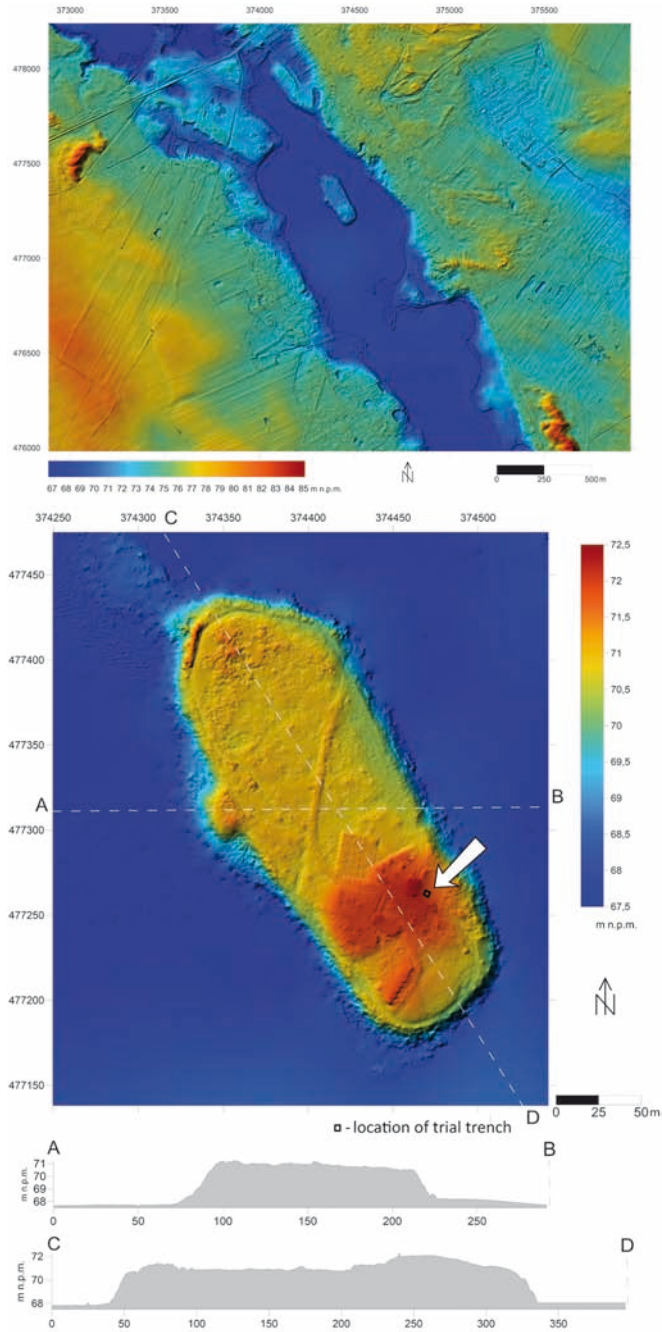 373000 373500 374000 374500 375000 375500
478000
477500
477000
476500
476000
67 68 69 70 71 72 73 74 75 76 77 78 79 80 81 82 83 84 85 m n.p.m.
N
0 250 500 m
374250 374300 C 374350 374400 374450 374500
477450
477400
477350
A
B
477300
477250
477200
477150
72,5
72
71,5
71
70,5
70
69,5
69
68,5
68
67,5
m n.p.m.
N
0 25 50 m
D
- location of trial trench
A B
m n.p.m.
71
70
69
68
0 50 100 150 200 250
C D
m n.p.m.
72
70
68
0 50 100 150 200 250 300 350